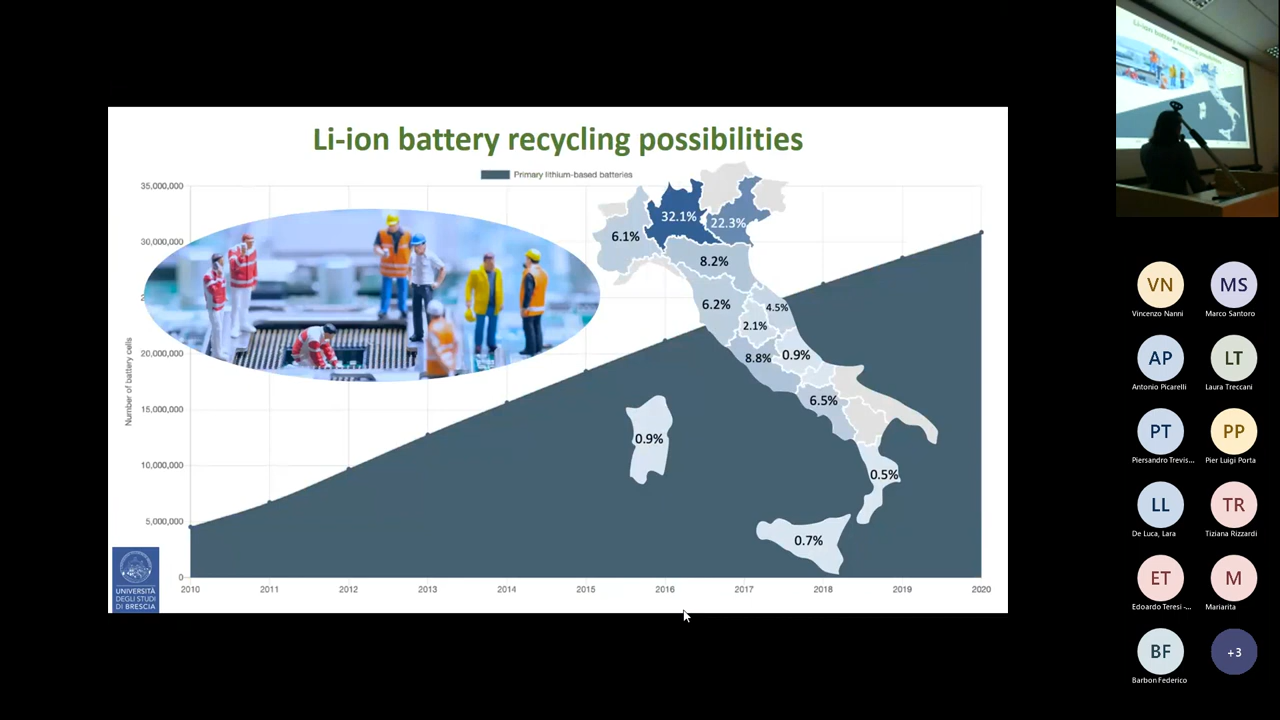 Li-ion battery recycling possibilities
Primary lithium-based batteries
35,000,000
30,000,000
20,000,000
15,000,000
10,000,000
5,000,000
0
Number of battery cells
2010 2011 2012 2013 2014 2015 2016 2017 2018 2019 2020
32.1%
22.3%
6.1%
8.2%
6.2%
4.5%
2.1%
8.8%
0.9%
6.5%
0.9%
0.5%
0.7%
UNIVERSITÀ
DEGLI STUDI
DI BRESCIA
Li-ion battery recycling possibilities
VN
Vincenzo Nanni
MS
Marco Santoro
AP
Antonio Picarelli
LT
Laura Treccani
PT
Piersandro Trevis...
PP
Pier Luigi Porta
LL
De Luca, Lara
TR
Tiziana Rizzardi
ET
Edoardo Teresi -...
M
Mariarita
BF
Barbon Federico
+3